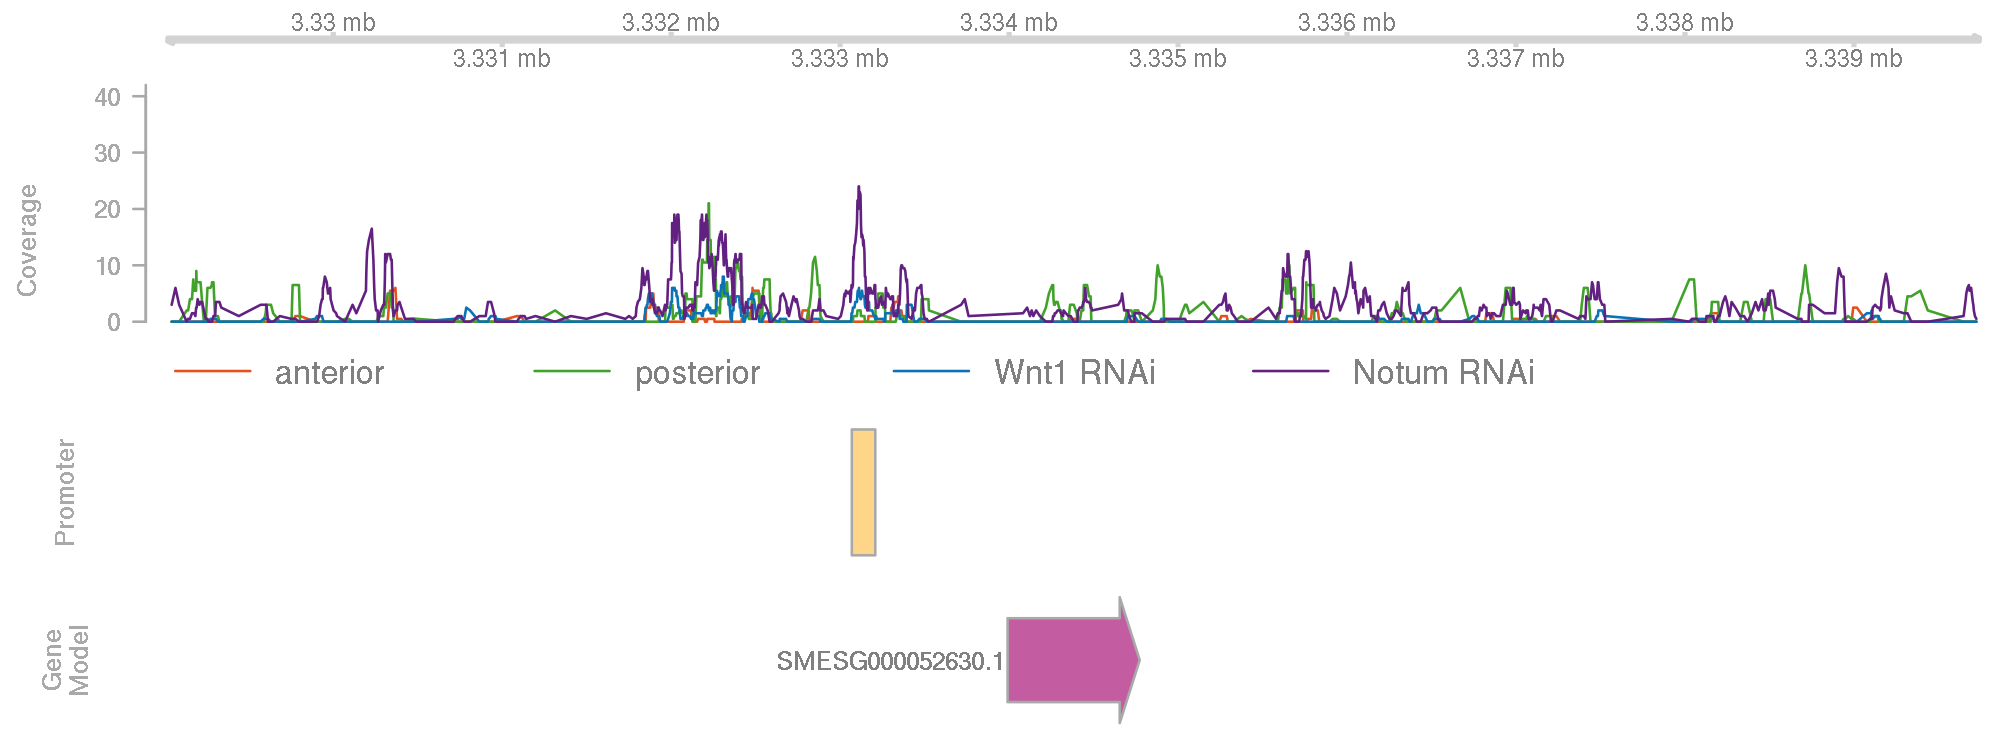 3.33 mb 3.332 mb 3.334 mb 3.336 mb 3.338 mb
3.331 mb 3.333 mb 3.335 mb 3.337 mb 3.339 mb
40
30
20
10
0
Coverage
anterior posterior Wnt1 RNAi Notum RNAi
Promoter
Gene
Model
SMESG000052630.1